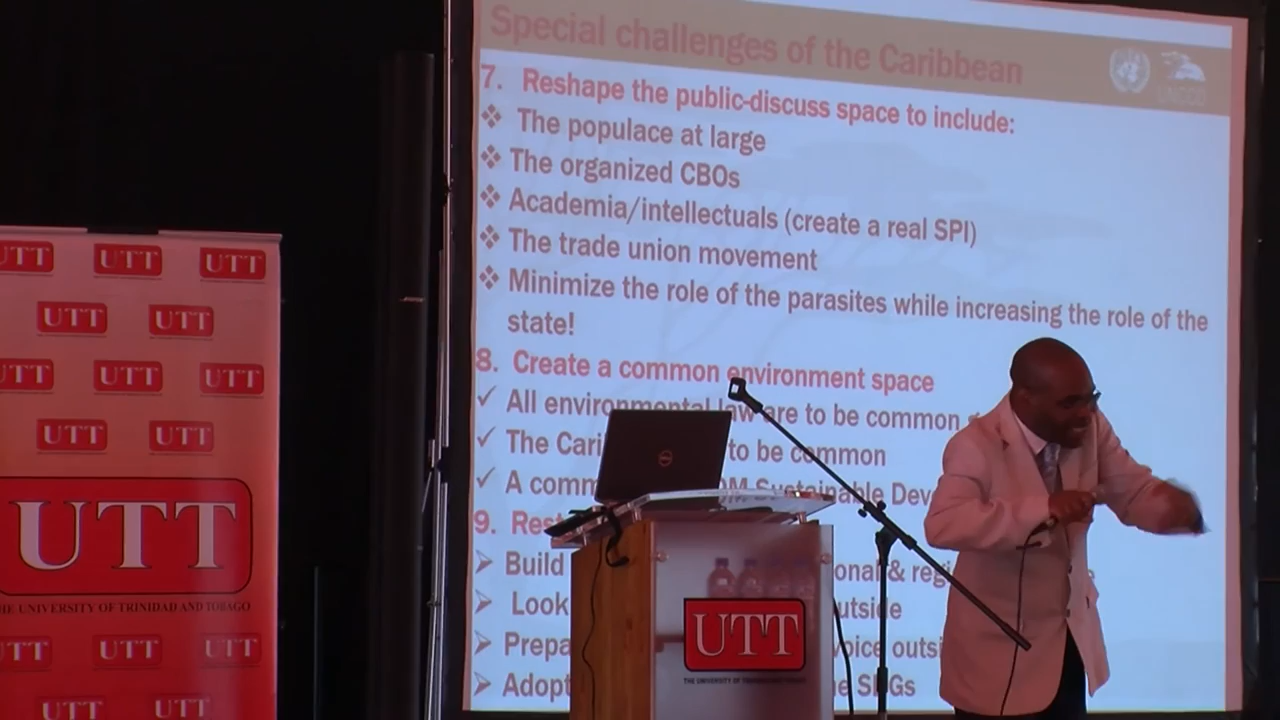 Special challenges of the Caribbean
7. Reshape the public-discuss space to include:
The populace at large
The organized CBOs
Academia/intellectuals (create a real SPI)
The trade union movement
Minimize the role of the parasites while increasing the role of the
state!
8. Create a common environment space
All environmental law are to be common
The Cari to be common
A comm Sustainable Dev
9. Rest
Build onal & regi
Look utside
Prepa voice outsi
Adopt e SIDGs
UTT UTT UTT
UTT UTT
UTT UTT UTT
UTT UTT
UTT
THE UNIVERSITY OF TRINIDAD AND TOBAGO
UTT UTT UTT
UTT UTT
UTT
THE UNIVERSITY OF TRINIDAD AND TOBAGO